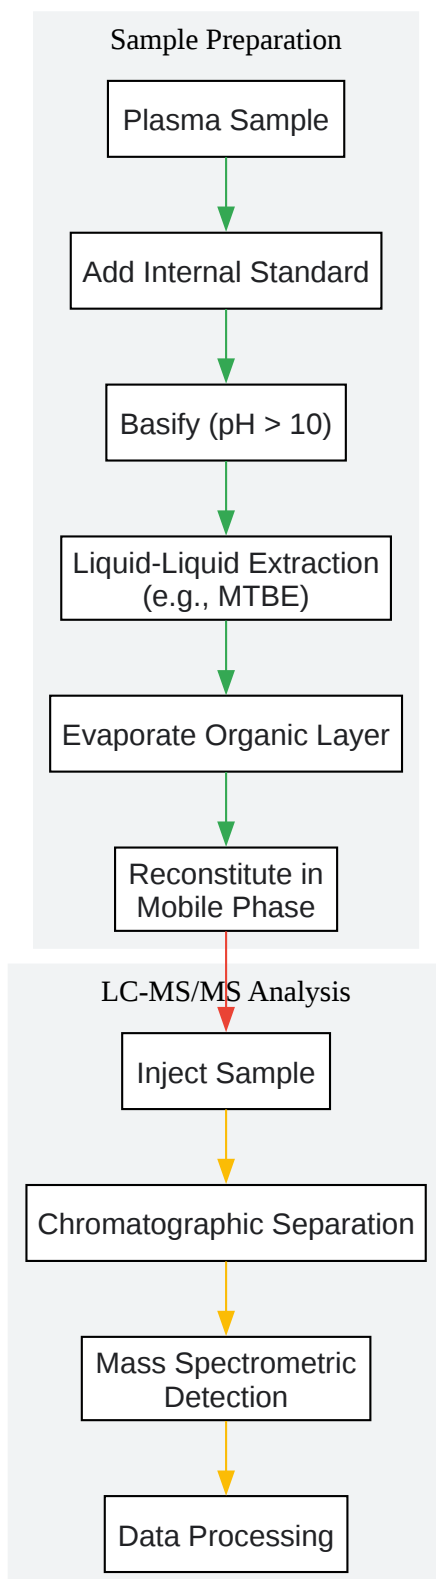 Sample Preparation
Plasma Sample
Add Internal Standard
Basify (pH > 10)
Liquid-Liquid Extraction
(e.g., MTBE)
Evaporate Organic Layer
Reconstitute in
Mobile Phase
LC-MS/MS Analysis
Inject Sample
Chromatographic Separation
Mass Spectrometric
Detection
Data Processing